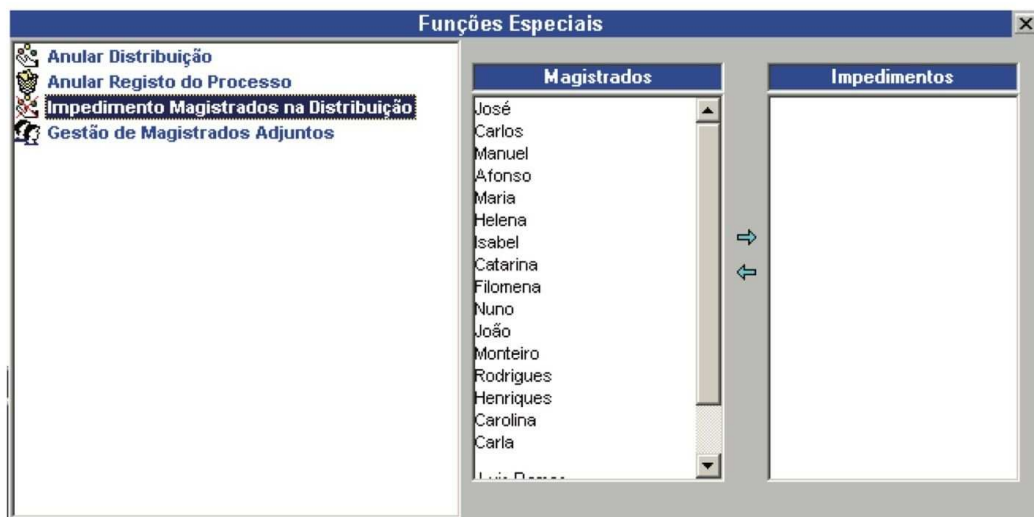 Funções Especiais
Anular Distribuição
Anular Registo do Processo
Impedimento Magistrados na Distribuição
Gestão de Magistrados Adjuntos
Magistrados
José
Carlos
Manuel
Afonso
Maria
Helena
Isabel
Catarina
Filomena
Nuno
João
Monteiro
Rodrigues
Henriques
Carolina
Carla
Impedimentos